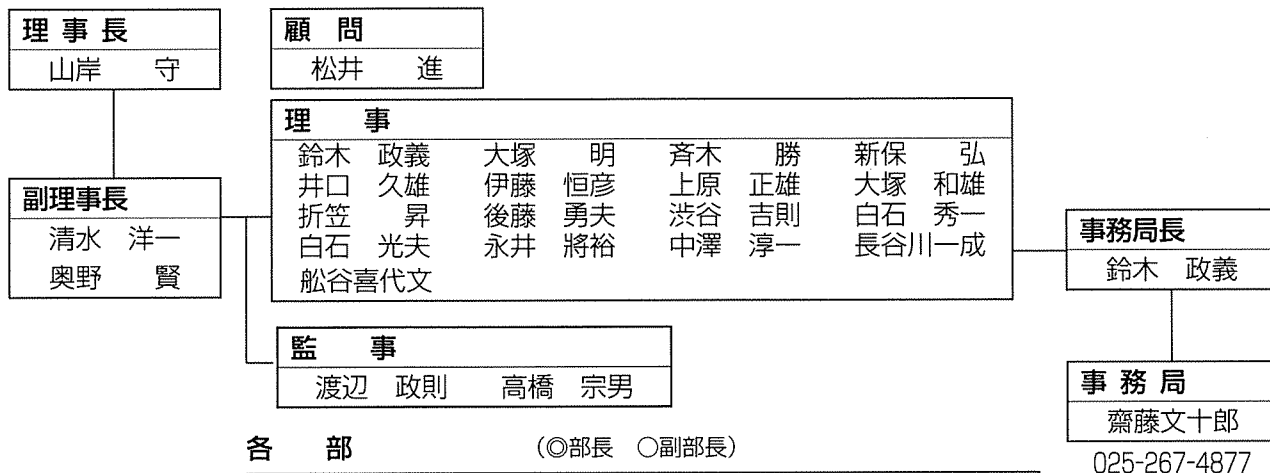 理 事 長
山岸　守
顧　問
松井　進
理　事
鈴木　政義　大塚　明　斉木　勝　新保　弘
井口　久雄　伊藤　恒彦　上原　正雄　大塚　和雄
折笠　昇　後藤　勇夫　渋谷　吉則　白石　秀一
白石　光夫　永井　將裕　中澤　淳一　長谷川一成
舩谷喜代文
副理事長
清水　洋一
奥野　賢
監　事
渡辺　政則　高橋　宗男
事務局長
鈴木　政義
事 務 局
齋藤文十郎
025-267-4877
各　部　（◎部長　○副部長）